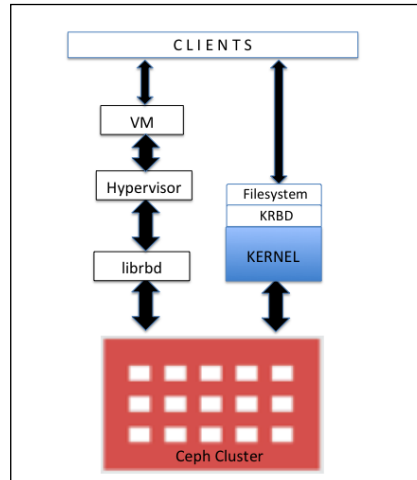 CLIENTS
VM
Hypervisor
librbd
Filesystem
KRBD
KERNEL
Ceph Cluster